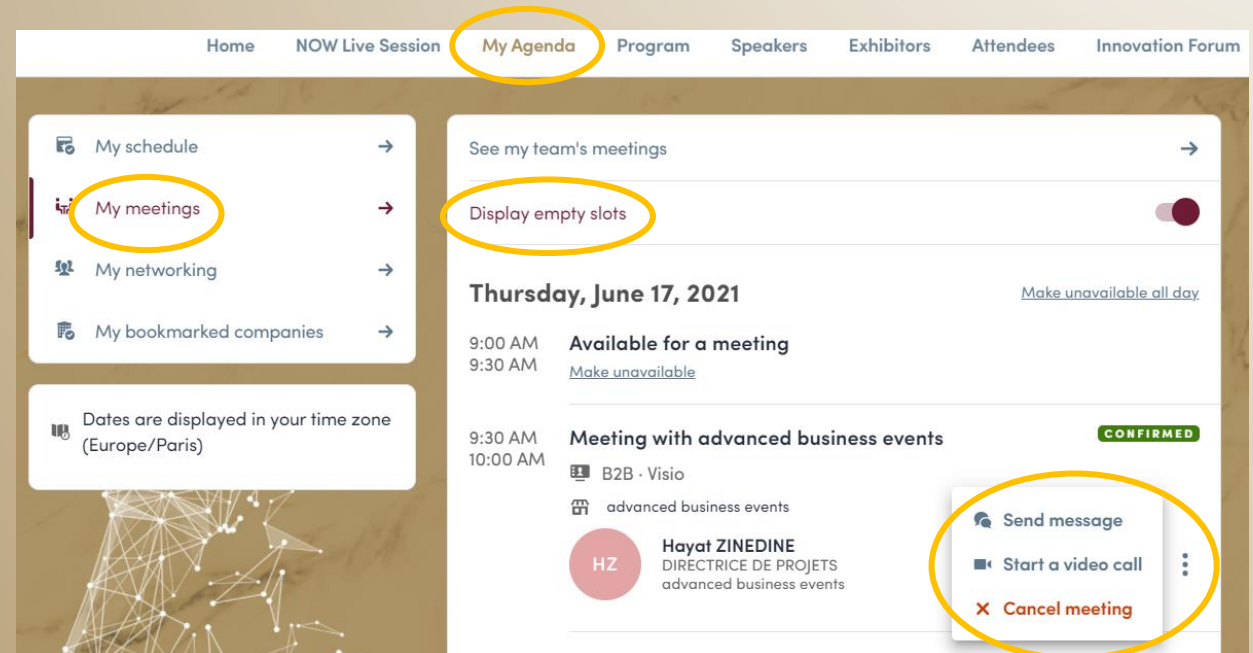 Home NOW Live Session My Agenda Program Speakers Exhibitors Attendees Innovation Forum
My schedule
My meetings
My networking
My bookmarked companies
Dates are displayed in your time zone
(Europe/Paris)
See my team's meetings
Display empty slots
Thursday, June 17, 2021 Make unavailable all day
9:00 AM Available for a meeting
9:30 AM Make unavailable
9:30 AM Meeting with advanced business events CONFIRMED
10:00 AM
B2B · Visio
advanced business events
HZ
Hayat ZINEDINE
DIRECTRICE DE PROJETS
advanced business events
Send message
Start a video call
Cancel meeting